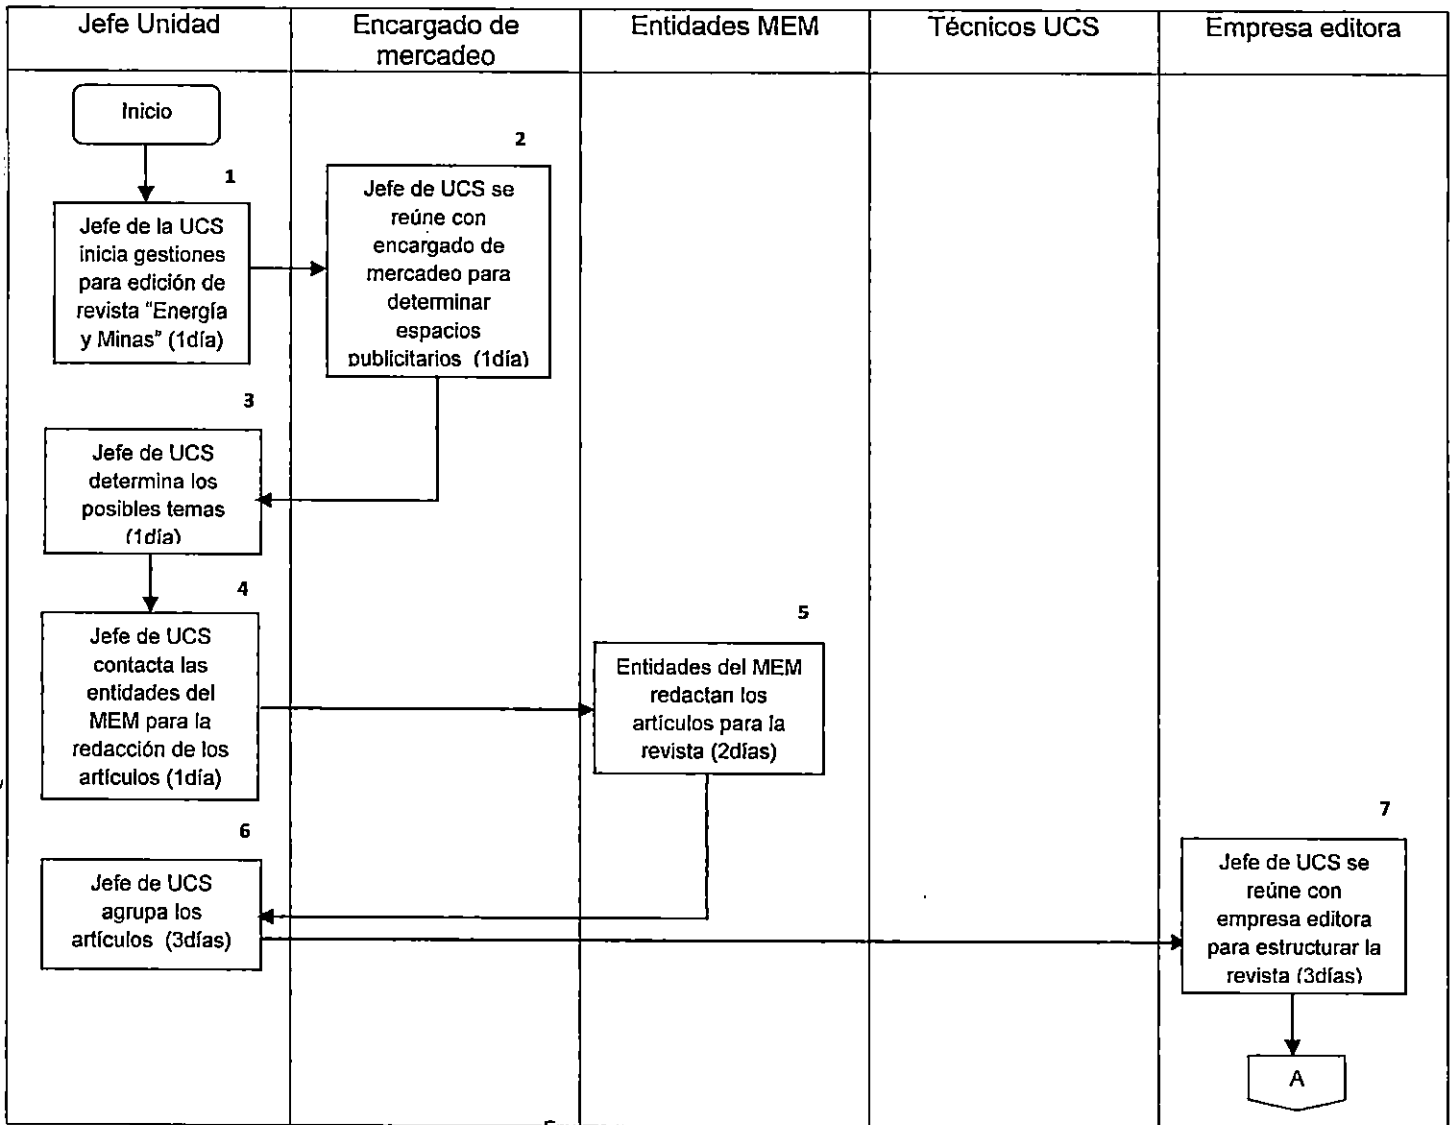 Jefe Unidad
Encargado de
mercadeo
Entidades MEM
Técnicos UCS
Empresa editora
Inicio
1
Jefe de la UCS
inicia gestiones
para edición de
revista “Energía
y Minas” (1día)
2
Jefe de UCS se
reúne con
encargado de
mercadeo para
determinar
espacios
publicitarios (1día)
3
Jefe de UCS
determina los
posibles temas
(1día)
4
Jefe de UCS
contacta las
entidades del
MEM para la
redacción de los
artículos (1día)
5
Entidades del MEM
redactan los
artículos para la
revista (2días)
6
Jefe de UCS
agrupa los
artículos (3días)
7
Jefe de UCS se
reúne con
empresa editora
para estructurar la
revista (3días)
A